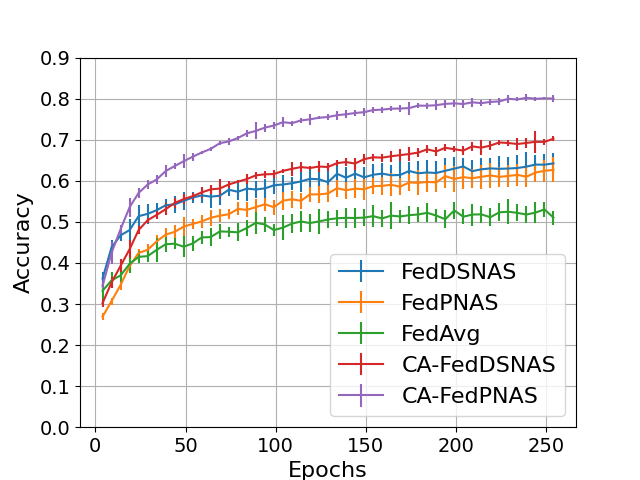 0.9
0.8
0.7
0.6
0.5
0.4
0.3
0.2
0.1
0.0
Accuracy
0 50 100 150 200 250
Epochs
FedDSNAS
FedPNAS
FedAvg
CA-FedDSNAS
CA-FedPNAS